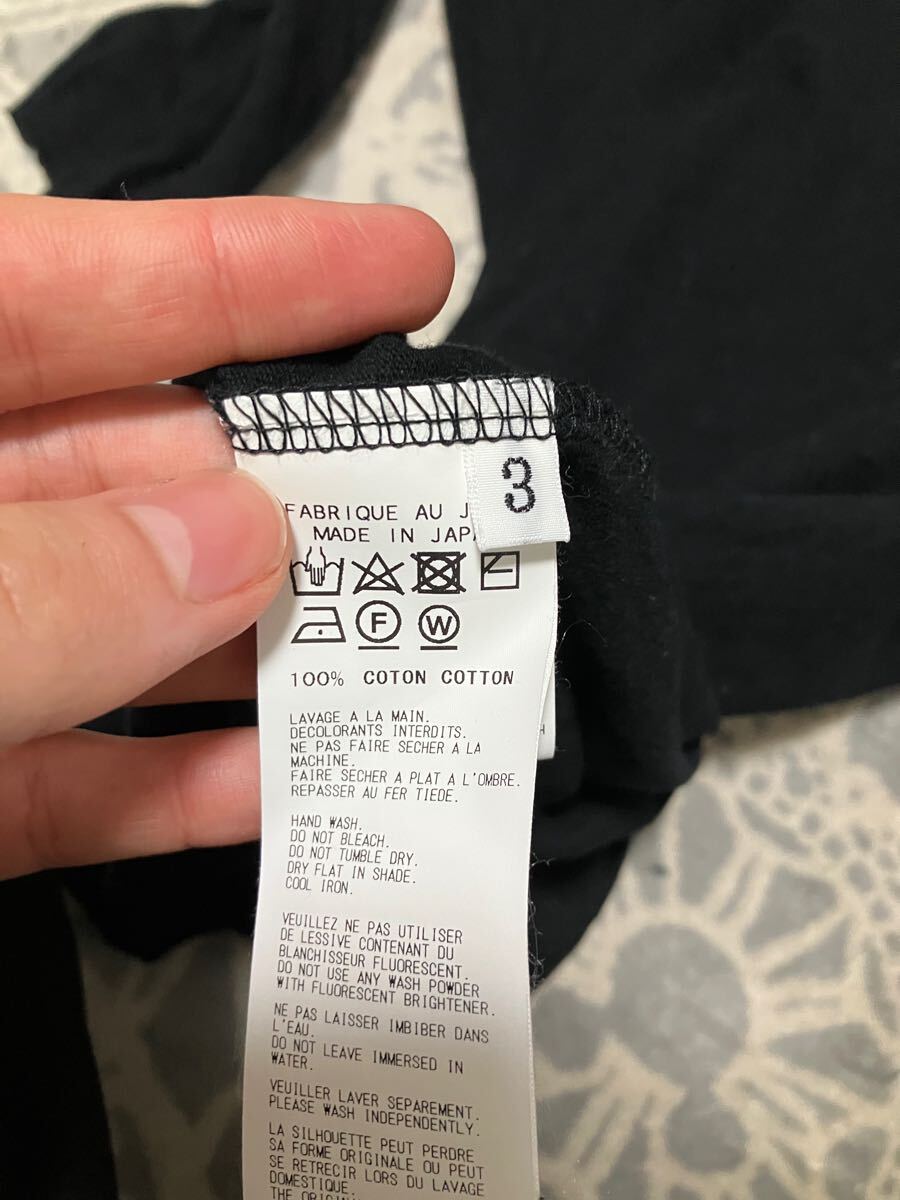 3
FABRIQUE AU
MADE IN
F W
100% COTON COTTON
LAVAGE A LA MAIN.
DECOLORANTS INTERDITS.
NE PAS FAIRE SECHER A LA
MACHINE.
FAIRE SECHER A PLAT A L'OMBRE.
REPASSER AU FER TIEDE.
HAND WASH.
DO NOT BLEACH.
DO NOT TUMBLE DRY.
DRY FLAT IN SHADE.
COOL IRON.
VEUILLEZ NE PAS UTILISER
DE LESSIVE CONTENANT DU
BLANCHISSEUR FLUORESCENT.
DO NOT USE ANY WASH POWDER
WITH FLUORESCENT BRIGHTENER.
NE PAS LAISSER IMBIBER DANS
L'EAU.
DO NOT LEAVE IMMERSED IN
WATER.
VEUILLER LAVER SEPAREMENT.
PLEASE WASH INDEPENDENTLY.
LA SILHOUETTE PEUT PERDRE
SA FORME ORIGINALE OU PEUT
SE RETRECIR LORS DU LAVAGE
DOMESTIQUE.
THE